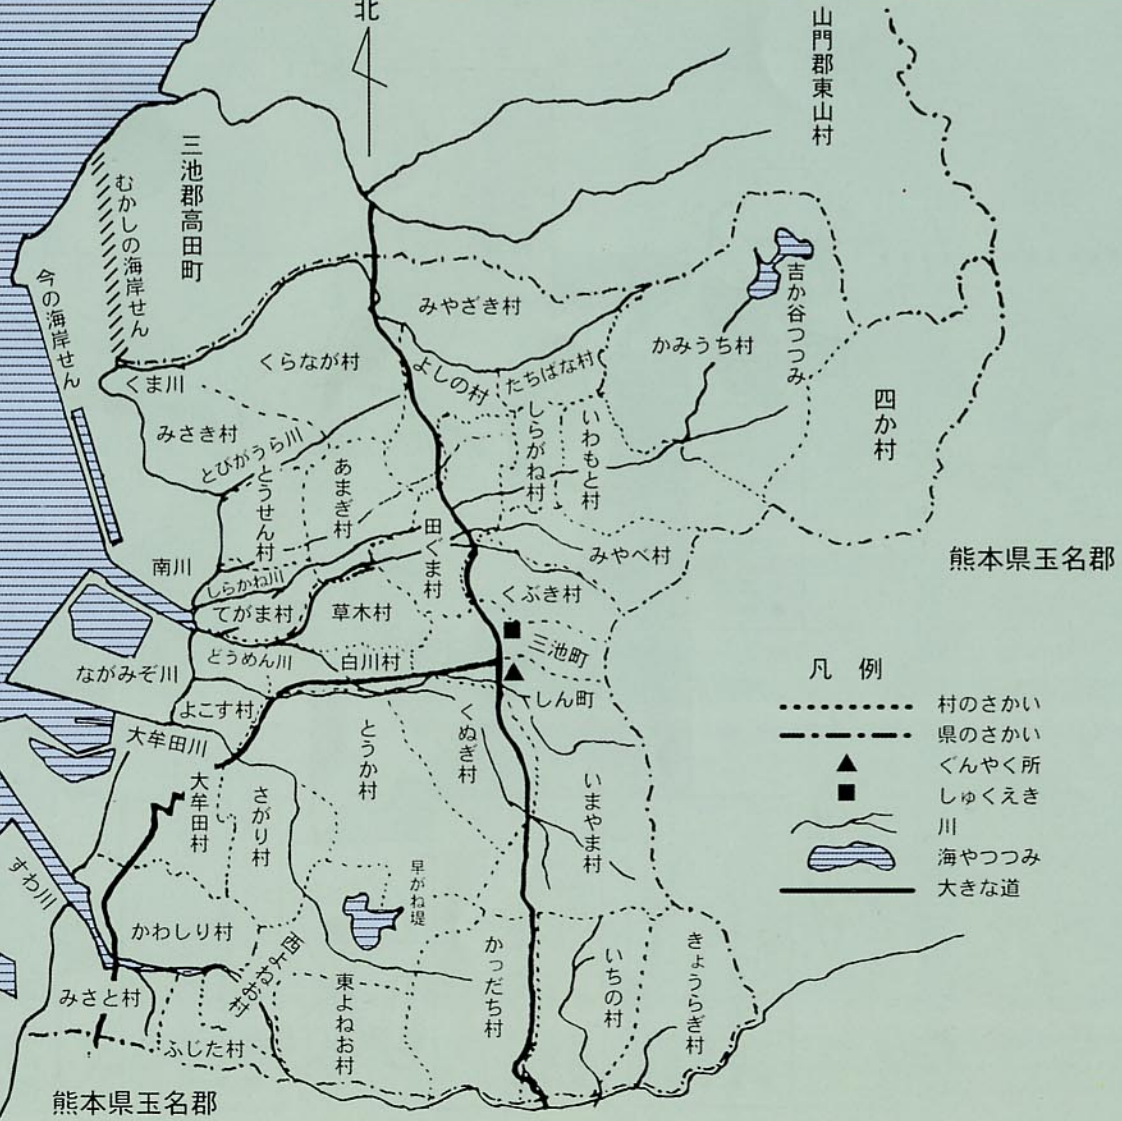 北
山門郡東山村
三池郡高田町
むかしの海岸せん
今の海岸せん
みやざき村
吉か谷つつみ
かみうち村
くらなが村
よしの村
たちばな村
くま川
四か村
みさき村
とびがうら川
しらがね村
いわもと村
とうせん村
あまぎ村
田くま村
みやべ村
熊本県玉名郡
南川
しらかね川
てがま村
草木村
くぶき村
三池町
どうめん川
白川村
ながみぞ川
しん町
よこす村
大牟田川
とうか村
くぬぎ村
いまやま村
大牟田村
さがり村
早がね堤
すわ川
かわしり村
西よねお村
かっだち村
いちの村
きょうらぎ村
みさと村
東よねお村
ふじた村
熊本県玉名郡
凡 例
村のさかい
県のさかい
ぐんやく所
しゅくえき
川
海やつつみ
大きな道